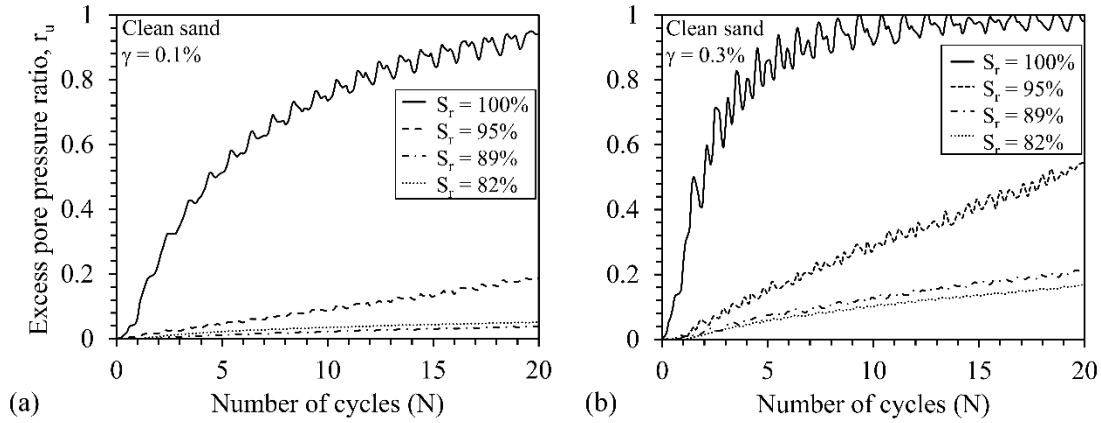 Excess pore pressure ratio, r_u
1
0.8
0.6
0.4
0.2
0
Clean sand
γ = 0.1%
S_r = 100%
S_r = 95%
S_r = 89%
S_r = 82%
0 5 10 15 20
(a) Number of cycles (N)
1
0.8
0.6
0.4
0.2
0
Clean sand
γ = 0.3%
S_r = 100%
S_r = 95%
S_r = 89%
S_r = 82%
0 5 10 15 20
(b) Number of cycles (N)